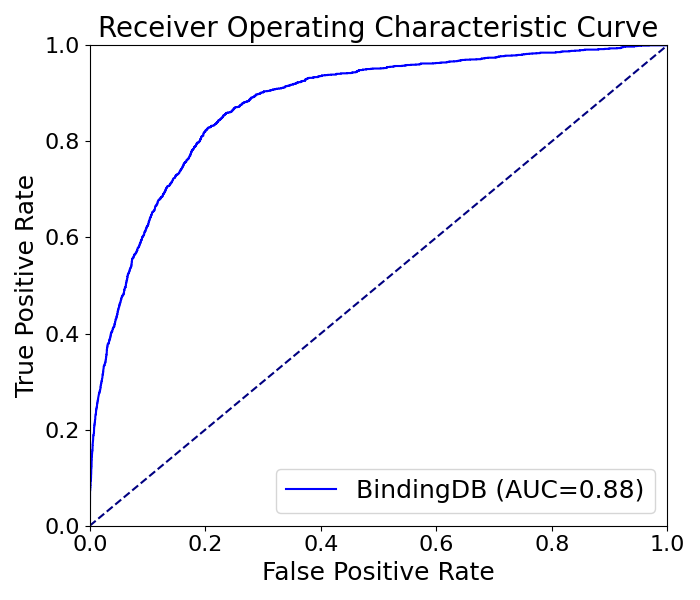 Receiver Operating Characteristic Curve
1.0
0.8
0.6
0.4
0.2
0.0
True Positive Rate
BindingDB (AUC=0.88)
0.0 0.2 0.4 0.6 0.8 1.0
False Positive Rate